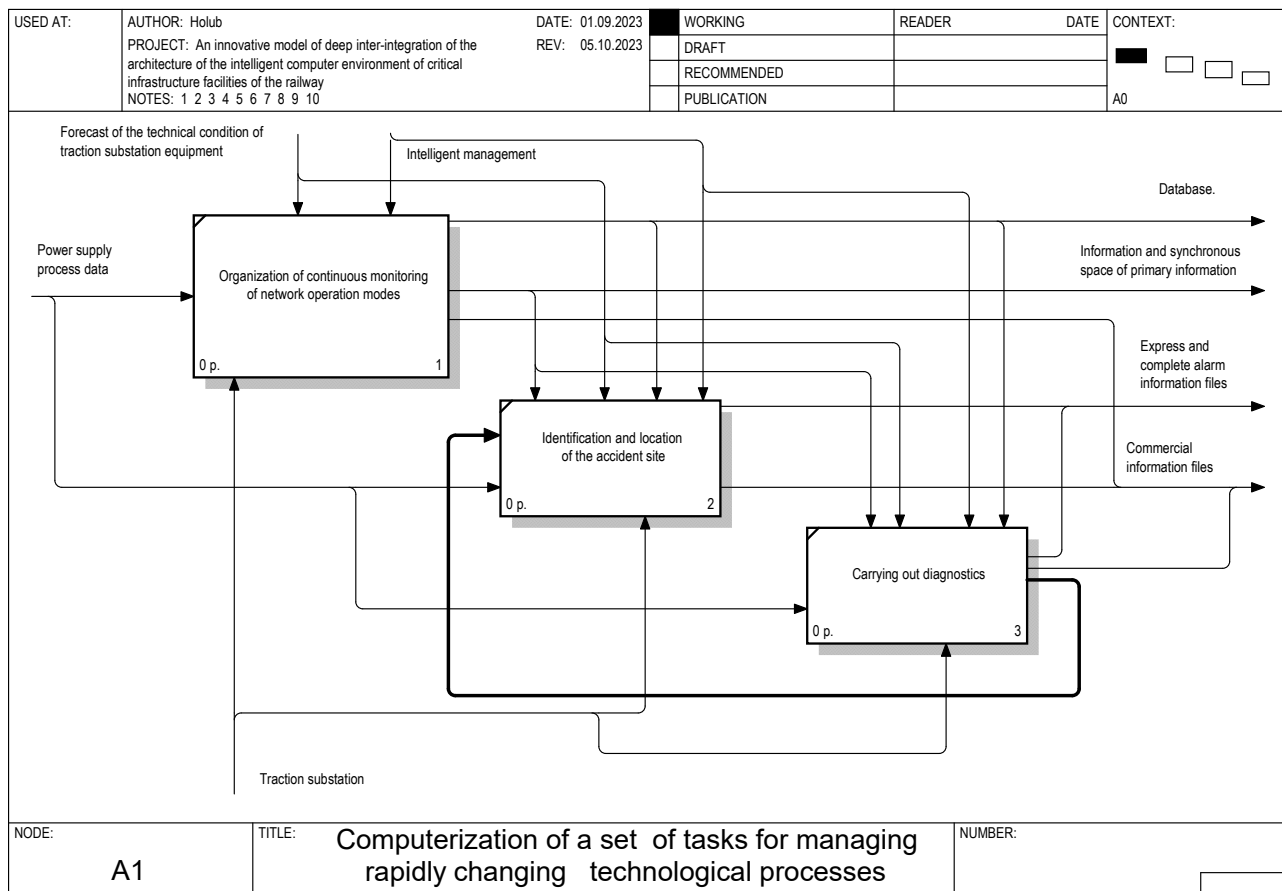 USED AT:
AUTHOR: Holub
DATE: 01.09.2023
PROJECT: An innovative model of deep inter-integration of the
REV: 05.10.2023
architecture of the intelligent computer environment of critical
infrastructure facilities of the railway
NOTES: 1 2 3 4 5 6 7 8 9 10
WORKING
DRAFT
RECOMMENDED
PUBLICATION
READER
DATE
CONTEXT:
A0
Forecast of the technical condition of
traction substation equipment
Intelligent management
Database.
Power supply
process data
Information and synchronous
space of primary information
Organization of continuous monitoring
of network operation modes
0 p.
1
Express and
complete alarm
information files
Identification and location
of the accident site
0 p.
2
Commercial
information files
Carrying out diagnostics
0 p.
3
Traction substation
NODE:
A1
TITLE:
Computerization of a set of tasks for managing
rapidly changing technological processes
NUMBER: